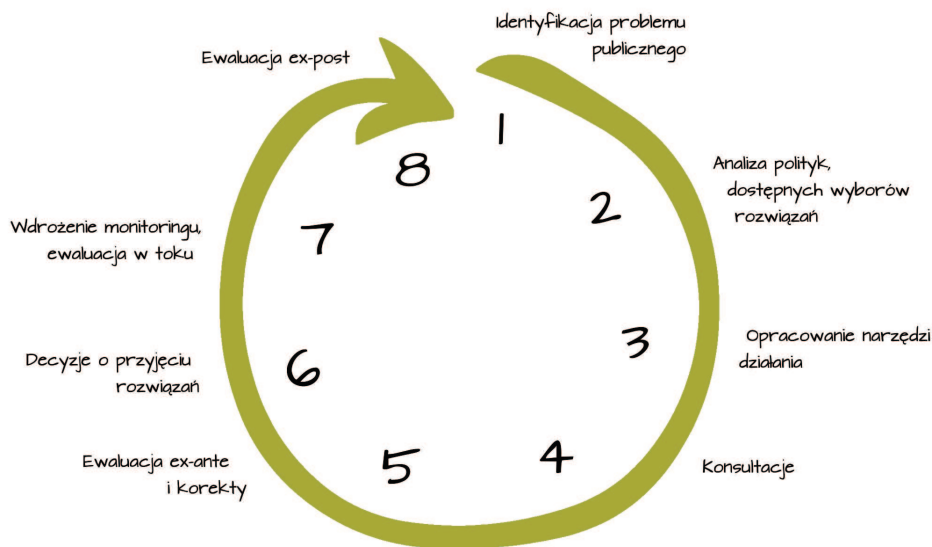 Identyfikacja problemu
publicznego
1
Analiza polityk,
dostępnych wyborów
rozwiązań
2
Opracowanie narzędzi
działania
3
Konsultacje
4
Ewaluacja ex-ante
i korekty
5
Decyzje o przyjęciu
rozwiązań
6
Wdrożenie monitoringu,
ewaluacja w toku
7
Ewaluacja ex-post
8